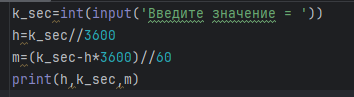 k_sec=int(input('Введите значение = '))
h=k_sec//3600
m=(k_sec-h*3600)//60
print(h,k_sec,m)